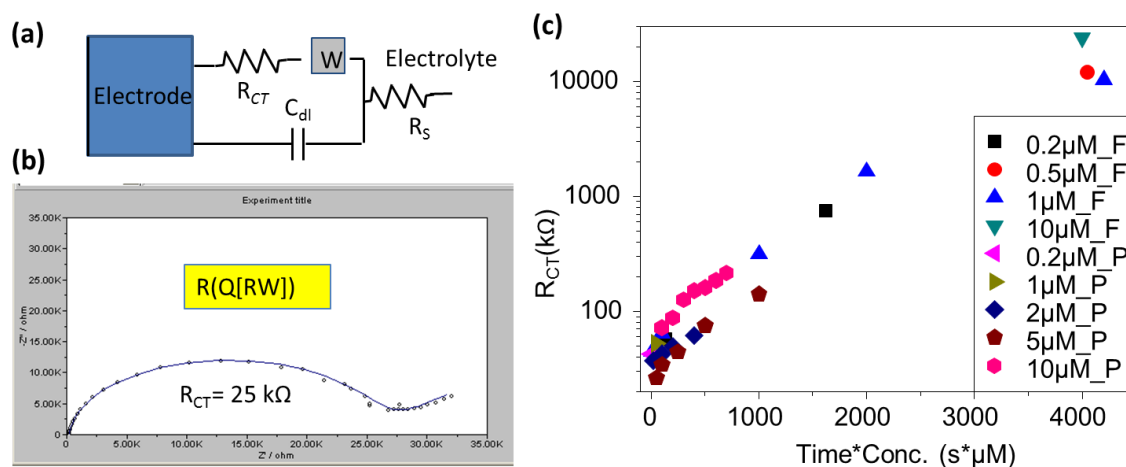 (a)
Electrode
R_CT
W
Electrolyte
C_dl
R_S
(b)
Experiment title
-Z'' / ohm
35.00K
30.00K
25.00K
20.00K
15.00K
10.00K
5.00K
0
R(Q[RW])
R_CT= 25 kΩ
0
5.00K
10.00K
15.00K
20.00K
25.00K
30.00K
35.00K
Z' / ohm
(c)
R_CT(kΩ)
10000
1000
100
0.2µM_F
0.5µM_F
1µM_F
10µM_F
0.2µM_P
1µM_P
2µM_P
5µM_P
10µM_P
0
1000
2000
3000
4000
Time*Conc. (s*µM)